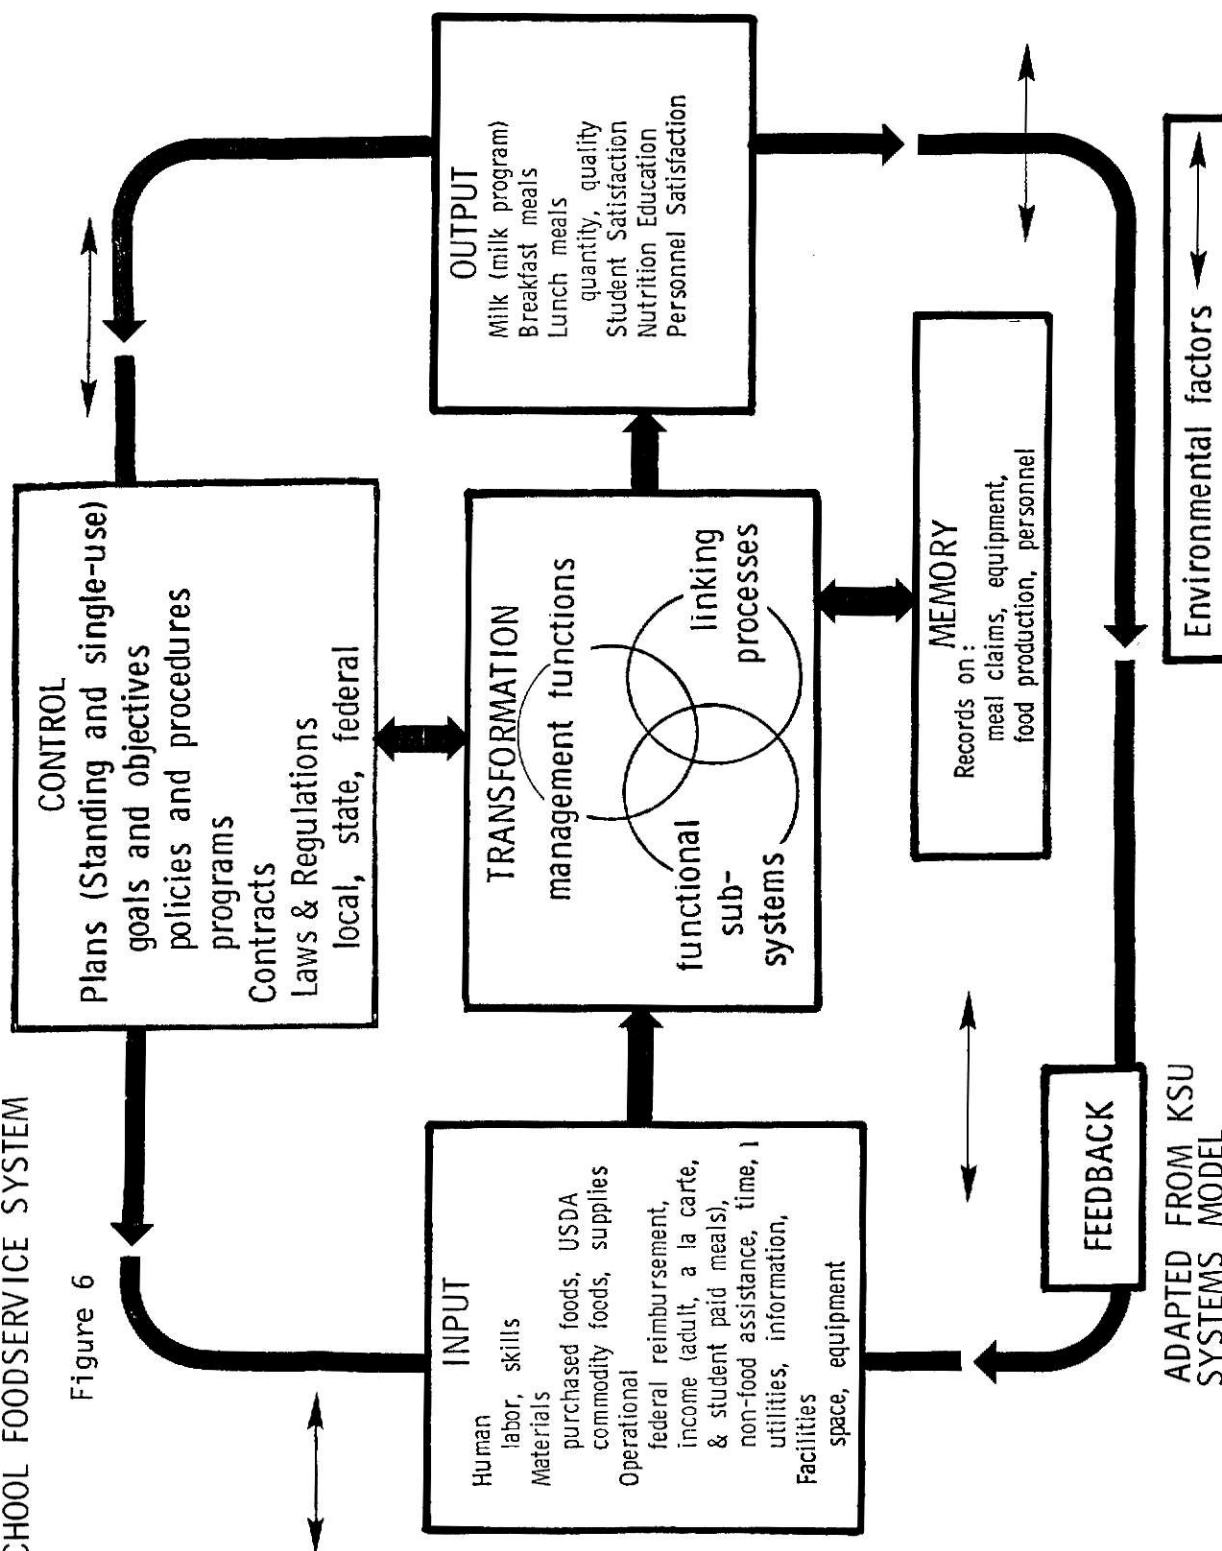 CHOOL FOODSERVICE SYSTEM
Figure 6
CONTROL
Plans (Standing and single-use)
goals and objectives
policies and procedures
programs
Contracts
Laws & Regulations
local, state, federal
INPUT
Human
labor, skills
Materials
purchased foods, USDA
commodity foods, supplies
Operational
federal reimbursement,
income (adult, a la carte,
& student paid meals),
non-food assistance, time,
utilities, information,
Facilities
space, equipment
TRANSFORMATION
management functions
functional
sub-
systems
linking
processes
OUTPUT
Milk (milk program)
Breakfast meals
Lunch meals
quantity, quality
Student Satisfaction
Nutrition Education
Personnel Satisfaction
MEMORY
Records on:
meal claims, equipment,
food production, personnel
FEEDBACK
ADAPTED FROM KSU
SYSTEMS MODEL
Environmental factors